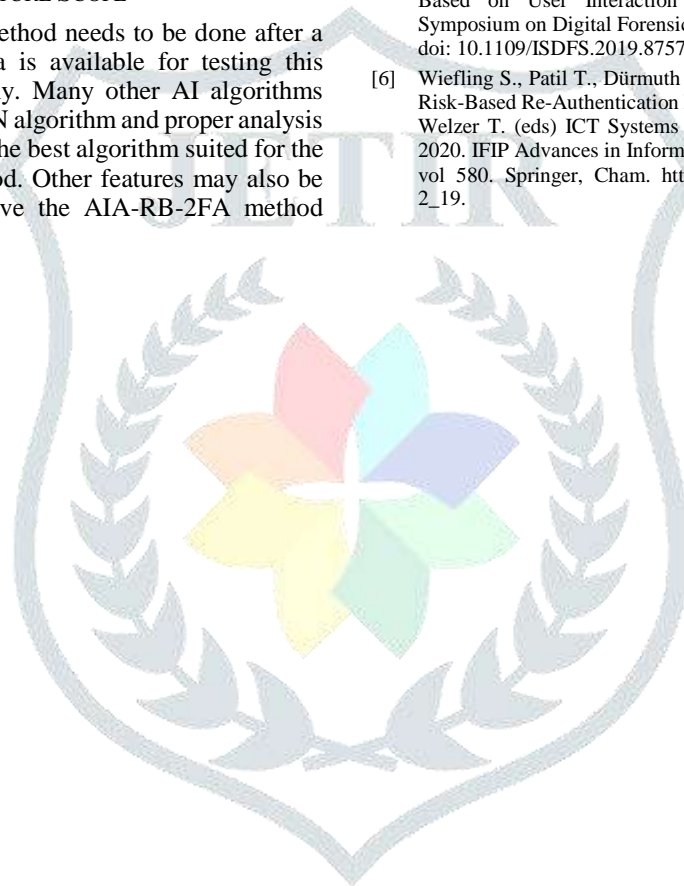 ethod needs to be done after a
a is available for testing this
y. Many other AI algorithms
N algorithm and proper analysis
he best algorithm suited for the
od. Other features may also be
ve the AIA-RB-2FA method
Based on User Interaction
Symposium on Digital Forensic
doi: 10.1109/ISDFS.2019.8757
[6] Wiefling S., Patil T., Dürmuth
Risk-Based Re-Authentication
Welzer T. (eds) ICT Systems
2020. IFIP Advances in Inform
vol 580. Springer, Cham. htt
2_19.
JETIR